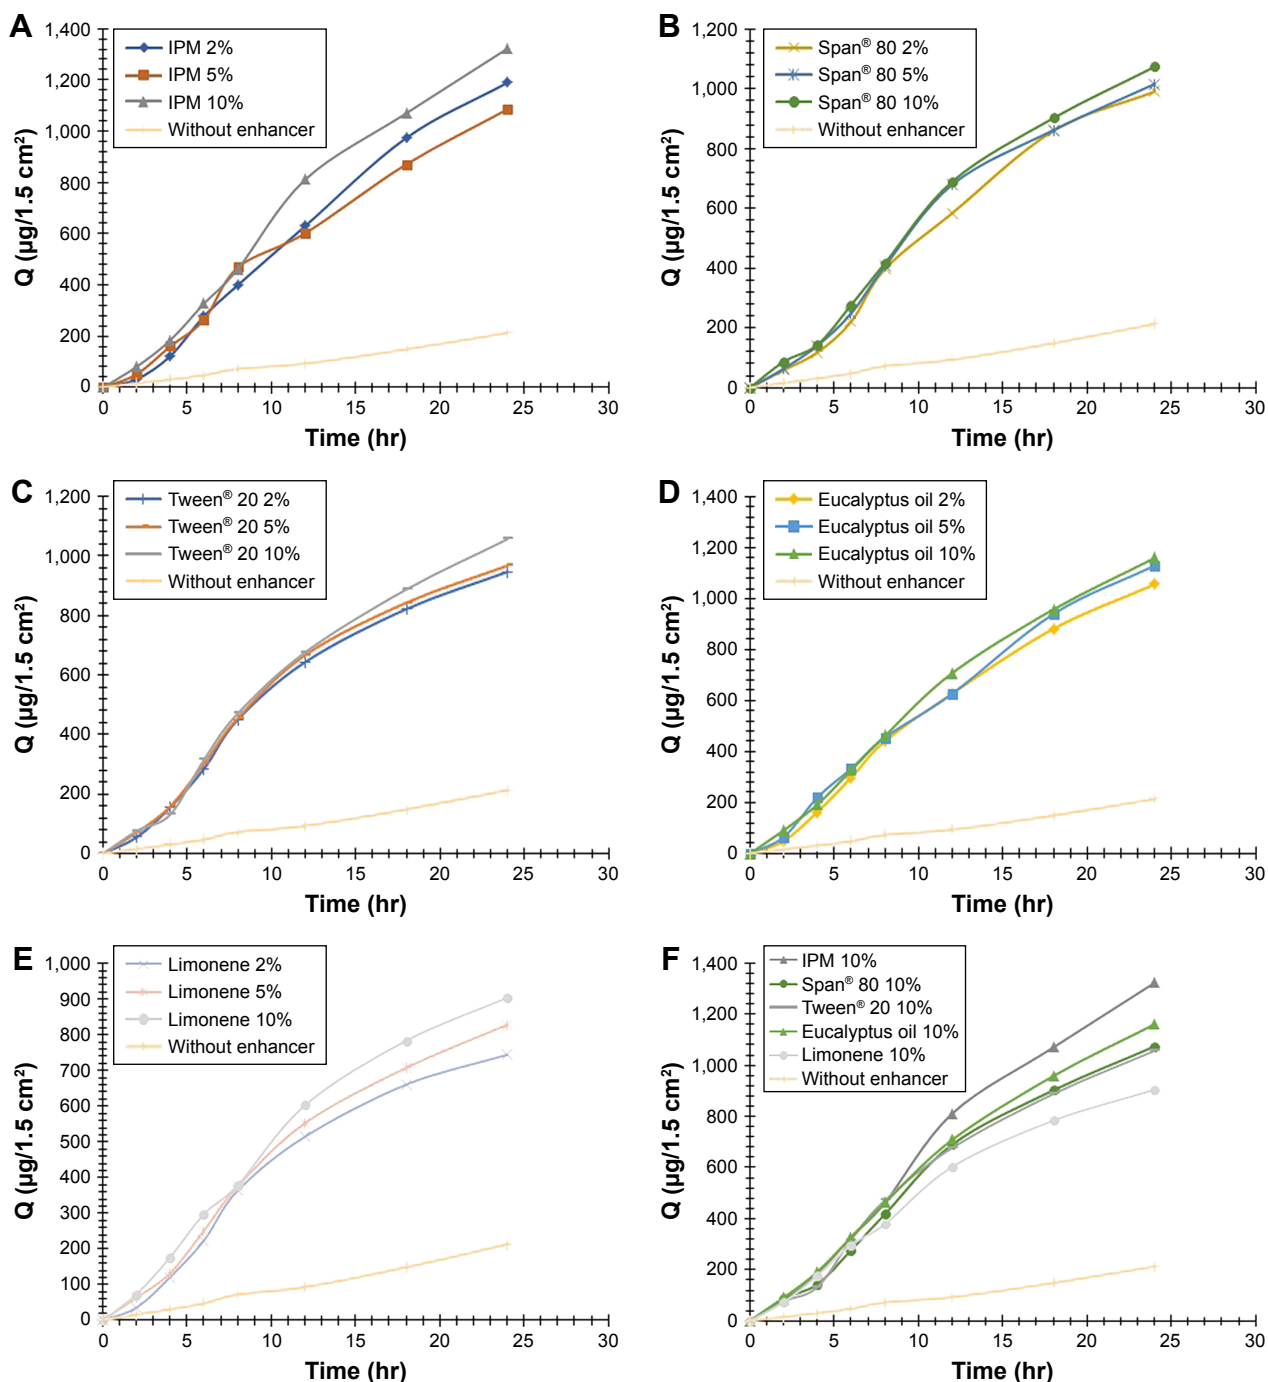 A
1,400
1,200
1,000
800
600
400
200
0
Q (µg/1.5 cm²)
IPM 2%
IPM 5%
IPM 10%
Without enhancer
0 5 10 15 20 25 30
Time (hr)
B
1,200
1,000
800
600
400
200
0
Q (µg/1.5 cm²)
Span® 80 2%
Span® 80 5%
Span® 80 10%
Without enhancer
0 5 10 15 20 25 30
Time (hr)
C
1,200
1,000
800
600
400
200
0
Q (µg/1.5 cm²)
Tween® 20 2%
Tween® 20 5%
Tween® 20 10%
Without enhancer
0 5 10 15 20 25 30
Time (hr)
D
1,400
1,200
1,000
800
600
400
200
0
Q (µg/1.5 cm²)
Eucalyptus oil 2%
Eucalyptus oil 5%
Eucalyptus oil 10%
Without enhancer
0 5 10 15 20 25 30
Time (hr)
E
1,000
900
800
700
600
500
400
300
200
100
0
Q (µg/1.5 cm²)
Limonene 2%
Limonene 5%
Limonene 10%
Without enhancer
0 5 10 15 20 25 30
Time (hr)
F
1,400
1,200
1,000
800
600
400
200
0
Q (µg/1.5 cm²)
IPM 10%
Span® 80 10%
Tween® 20 10%
Eucalyptus oil 10%
Limonene 10%
Without enhancer
0 5 10 15 20 25 30
Time (hr)